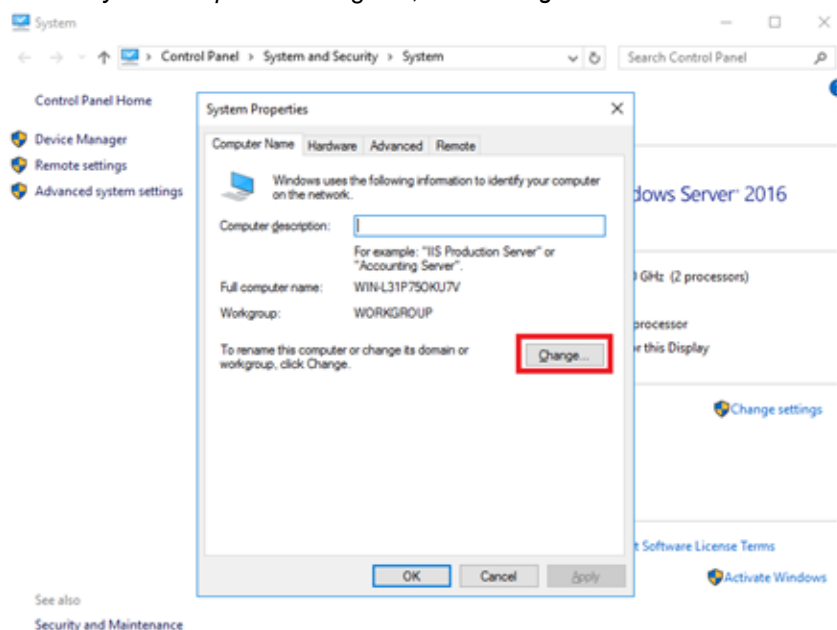 System
Control Panel > System and Security > System
Search Control Panel
Control Panel Home
Device Manager
Remote settings
Advanced system settings
System Properties
Computer Name Hardware Advanced Remote
Windows uses the following information to identify your computer
on the network.
Computer description:
For example: "IIS Production Server" or
"Accounting Server".
Full computer name: WIN-L31P75OKU7V
Workgroup: WORKGROUP
To rename this computer or change its domain or
workgroup, click Change.
Change...
OK Cancel Apply
dows Server® 2016
GHz (2 processors)
processor
r this Display
Change settings
t Software License Terms
Activate Windows
See also
Security and Maintenance